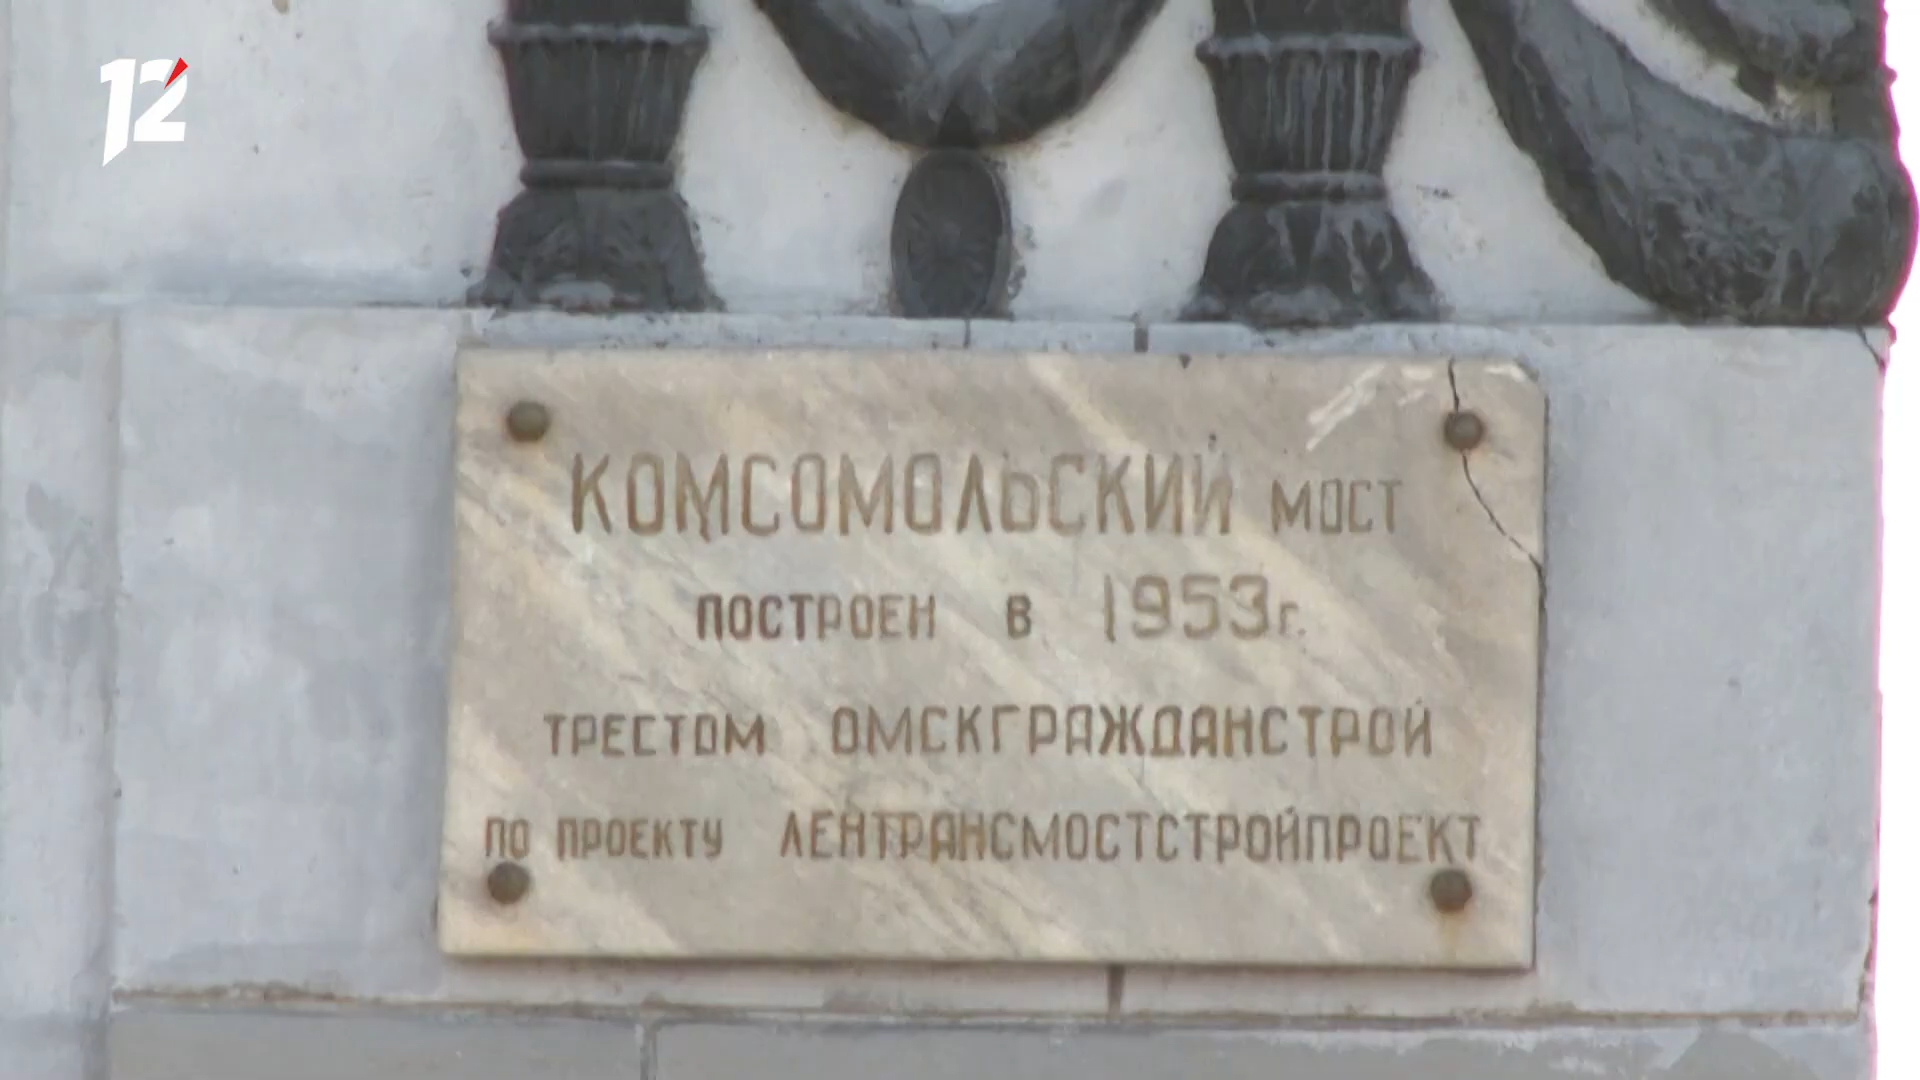 12
КОМСОМОЛЬСКИЙ МОСТ
ПОСТРОЕН В 1953г.
ТРЕСТОМ ОМСКГРАЖДАНСТРОЙ
ПО ПРОЕКТУ ЛЕНТРАНСМОСТСТРОЙПРОЕКТ